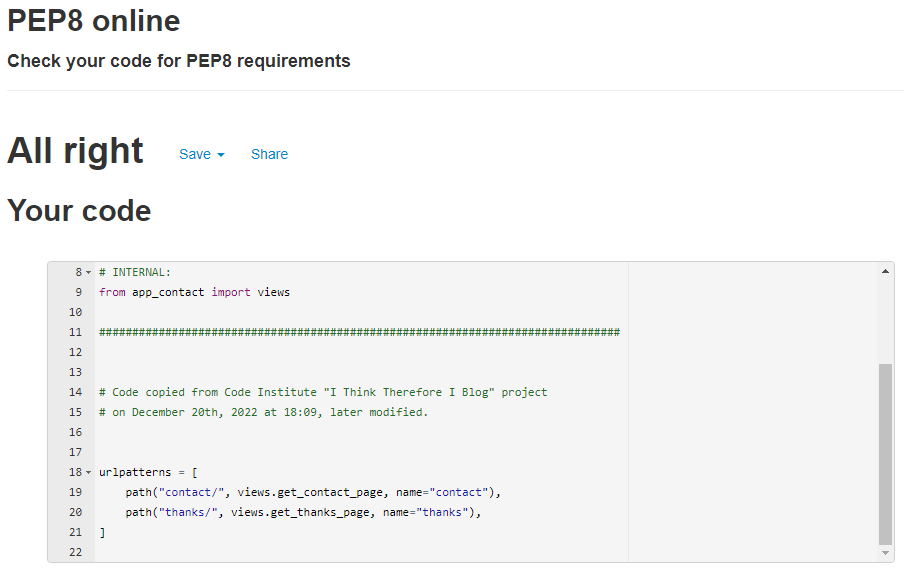 PEP8 online
Check your code for PEP8 requirements
All right Save Share
Your code
8 # INTERNAL:
9 from app_contact import views
10
11 ###############################################################################
12
13
14 # Code copied from Code Institute "I Think Therefore I Blog" project
15 # on December 20th, 2022 at 18:09, later modified.
16
17
18 urlpatterns = [
19     path("contact/", views.get_contact_page, name="contact"),
20     path("thanks/", views.get_thanks_page, name="thanks"),
21 ]
22